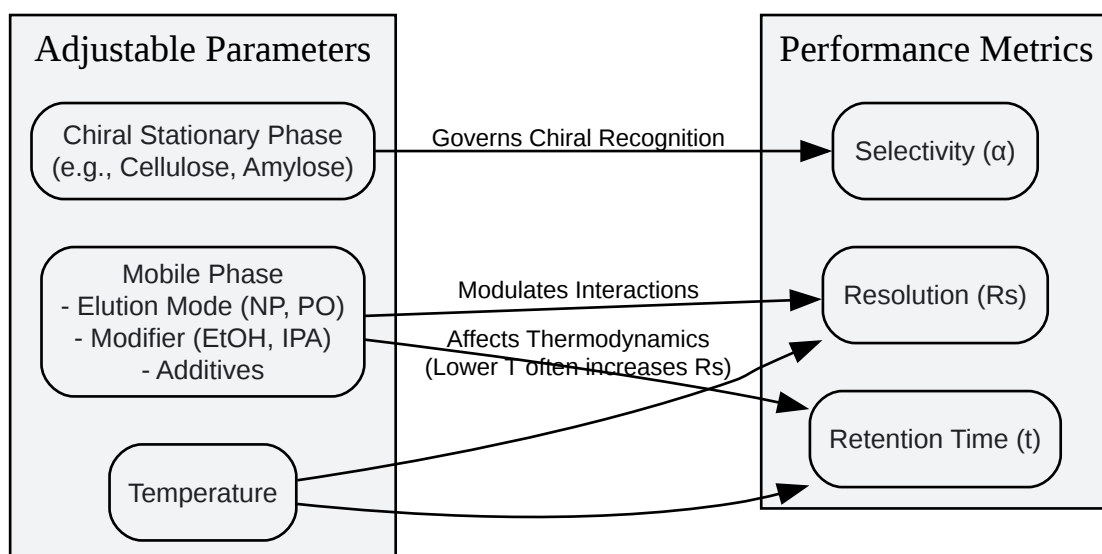 Adjustable Parameters
Chiral Stationary Phase
(e.g., Cellulose, Amylose)
Mobile Phase
- Elution Mode (NP, PO)
- Modifier (EtOH, IPA)
- Additives
Temperature
Governs Chiral Recognition
Modulates Interactions
Affects Thermodynamics
(Lower T often increases Rs)
Performance Metrics
Selectivity (α)
Resolution (Rs)
Retention Time (t)